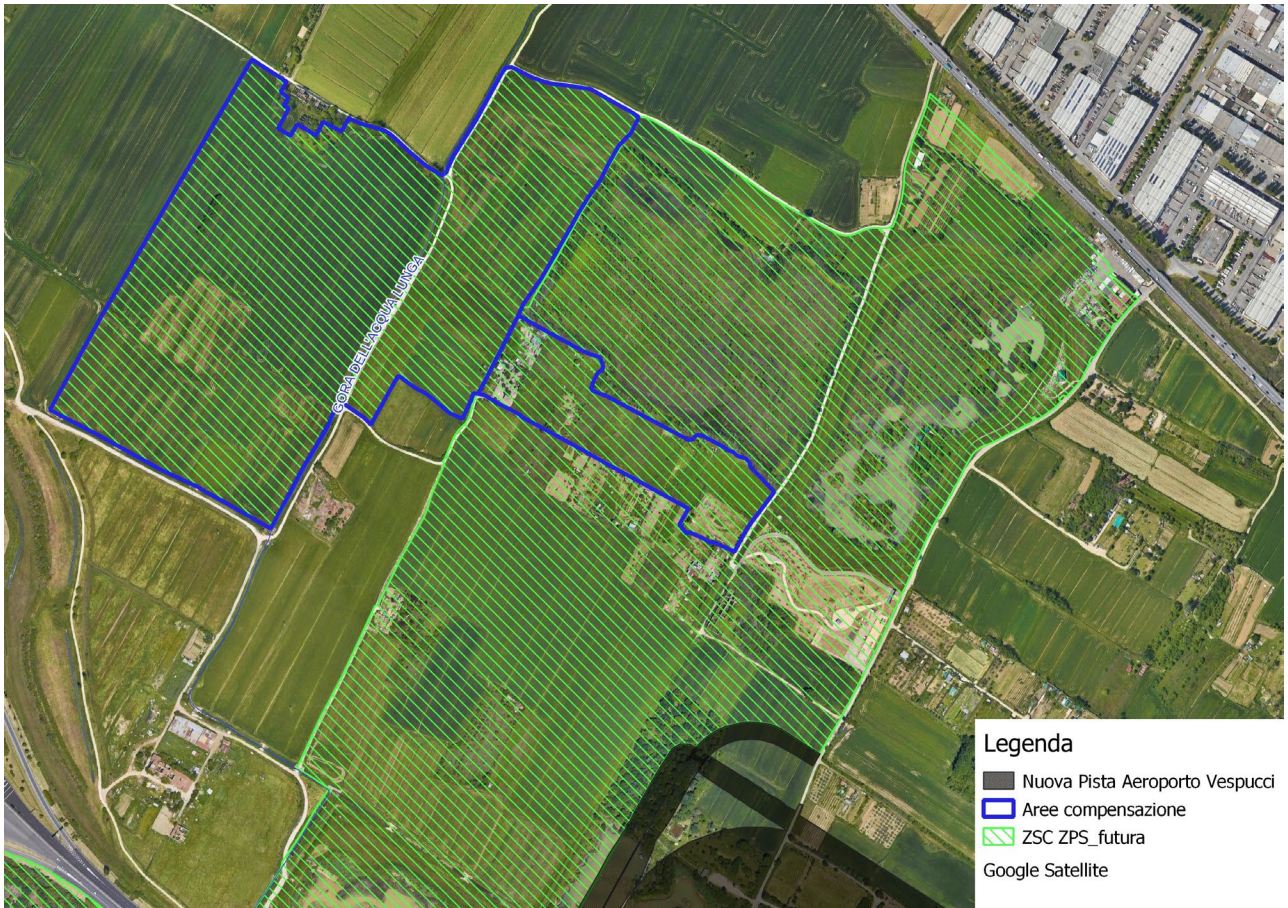 GORA DELL'ACQUA LUNGA
Legenda
Nuova Pista Aeroporto Vespucci
Aree compensazione
ZSC ZPS_futura
Google Satellite